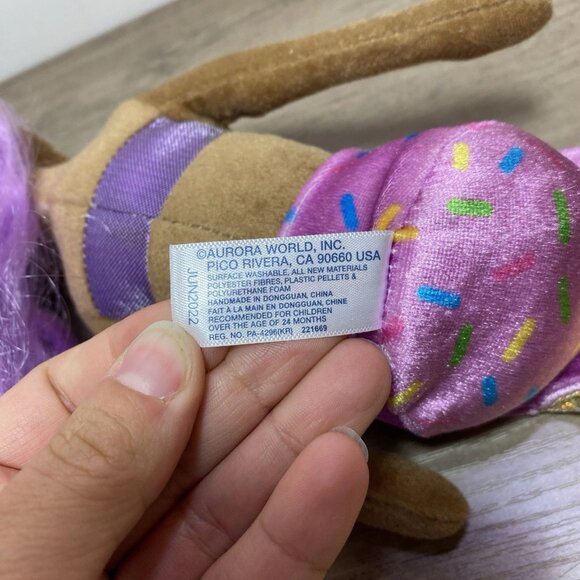 ©AURORA WORLD, INC.
PICO RIVERA, CA 90660 USA
SURFACE WASHABLE, ALL NEW MATERIALS
POLYESTER FIBRES, PLASTIC PELLETS &
POLYURETHANE FOAM
HANDMADE IN DONGGUAN, CHINA
FAIT À LA MAIN EN DONGGUAN, CHINE
RECOMMENDED FOR CHILDREN
OVER THE AGE OF 24 MONTHS
REG. NO. PA-4296(KR) 221669
JUN2022